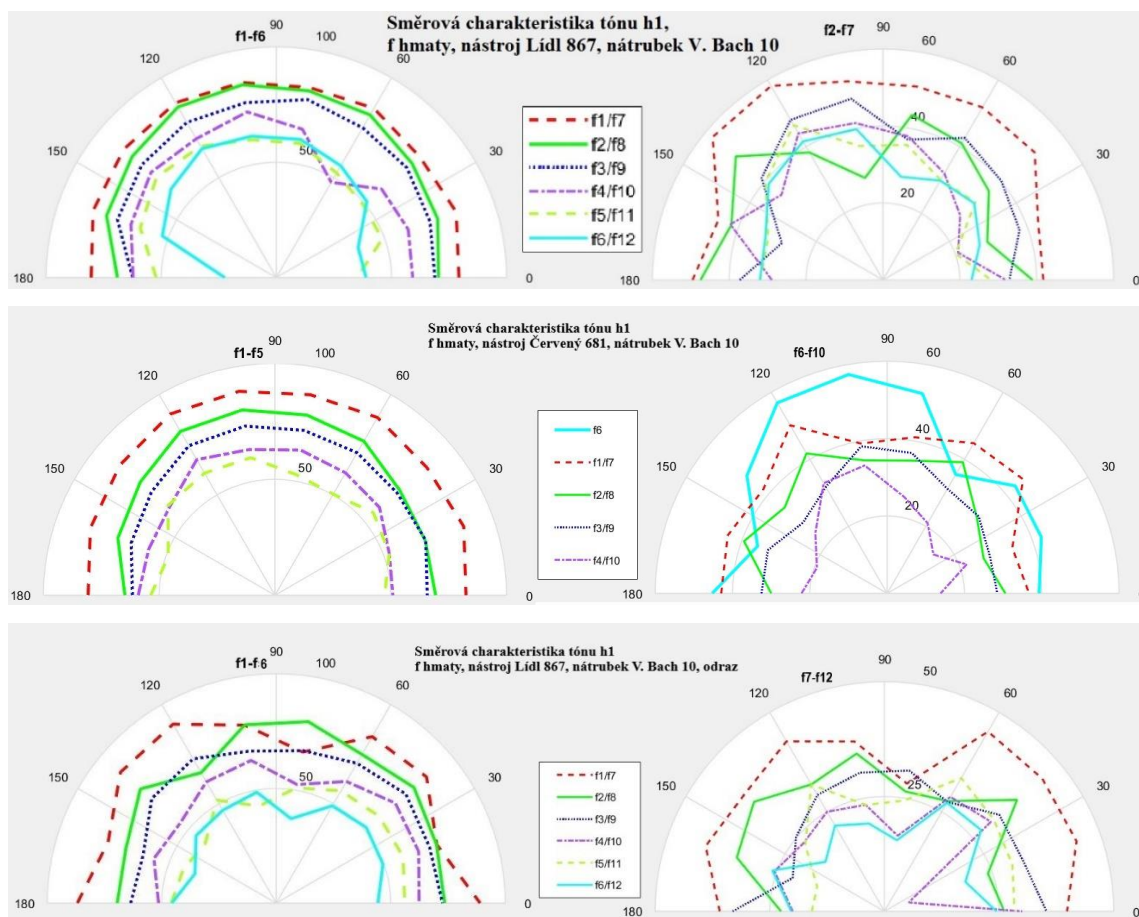 Směrová charakteristika tónu h1,
f hmaty, nástroj Lídl 867, nátrubek V. Bach 10
f1-f6
90
100
120
60
150
50
30
180
0
f1/f7
f2/f8
f3/f9
f4/f10
f5/f11
f6/f12
f2-f7
90
60
120
60
40
150
30
20
180
0
Směrová charakteristika tónu h1
f hmaty, nástroj Červený 681, nátrubek V. Bach 10
f1-f5
90
100
120
60
150
50
30
180
0
f6
f1/f7
f2/f8
f3/f9
f4/f10
f6-f10
90
60
120
60
40
150
30
20
180
Směrová charakteristika tónu h1
f hmaty, nástroj Lídl 867, nátrubek V. Bach 10, odraz
f1-f6
90
100
120
60
150
50
30
180
0
f1/f7
f2/f8
f3/f9
f4/f10
f5/f11
f6/f12
f7-f12
90
50
120
60
150
25
30
180
0